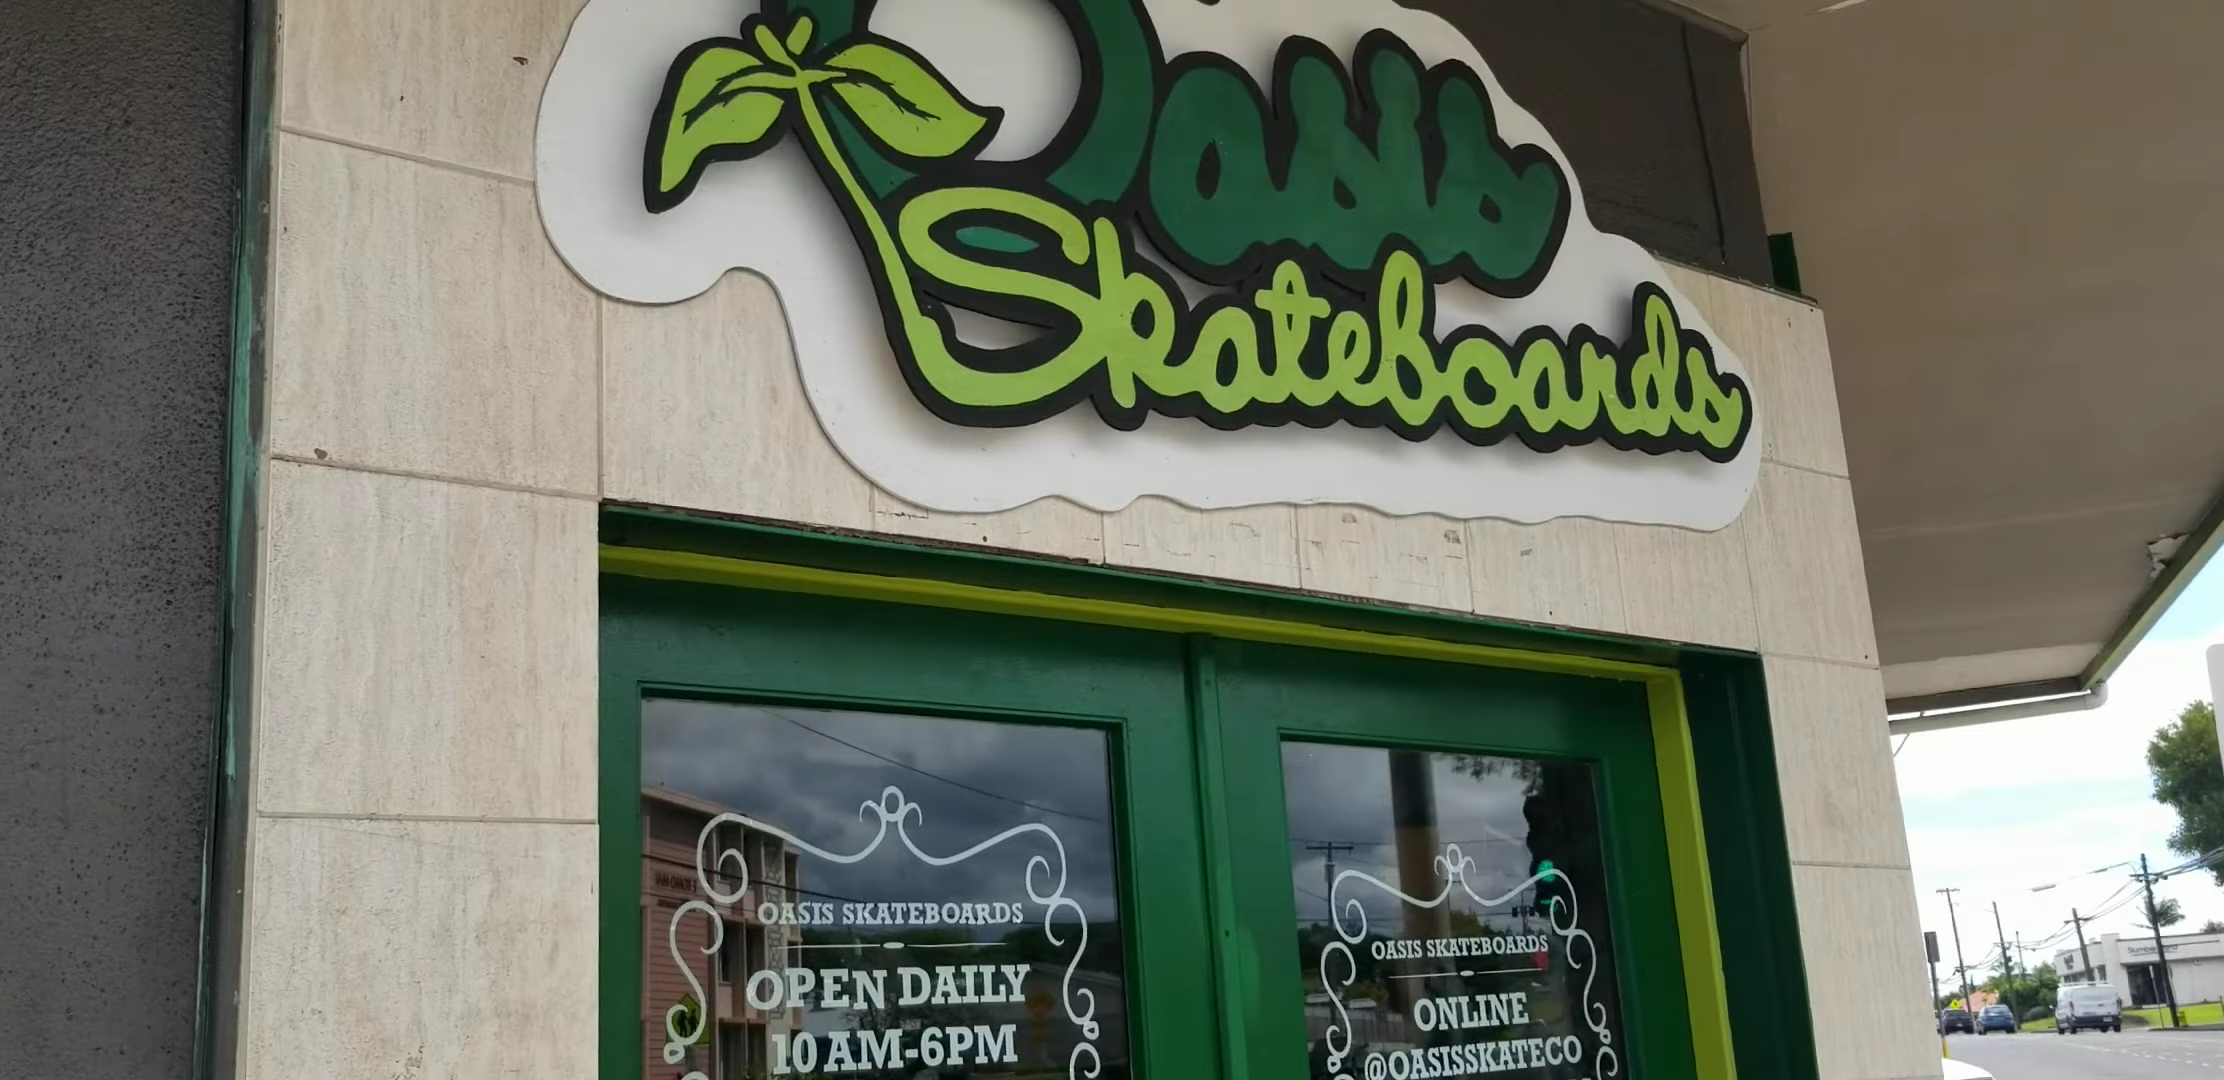 Oasis
Skateboards
OASIS SKATEBOARDS
OPEN DAILY
10 AM-6PM
OASIS SKATEBOARDS
ONLINE
@OASISSKATECO